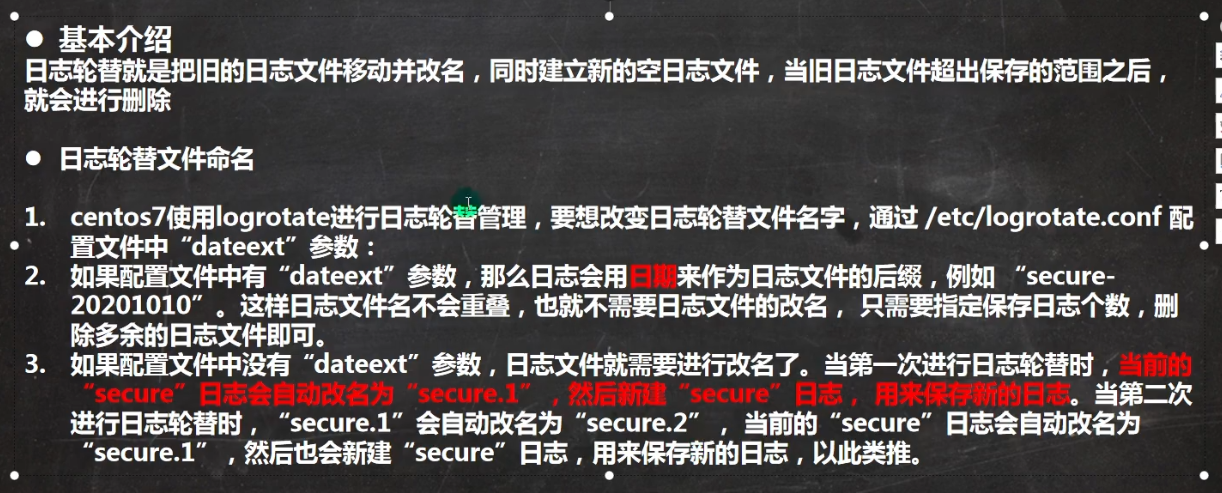 ● 基本介绍
日志轮替就是把旧的日志文件移动并改名，同时建立新的空日志文件，当旧日志文件超出保存的范围之后，
就会进行删除
● 日志轮替文件命名
1. centos7使用logrotate进行日志轮替管理，要想改变日志轮替文件名字，通过 /etc/logrotate.conf 配
置文件中“dateext”参数：
2. 如果配置文件中有“dateext”参数，那么日志会用日期来作为日志文件的后缀，例如 “secure-
20201010”。这样日志文件名不会重叠，也就不需要日志文件的改名， 只需要指定保存日志个数，删
除多余的日志文件即可。
3. 如果配置文件中没有“dateext”参数，日志文件就需要进行改名了。当第一次进行日志轮替时，当前的
“secure”日志会自动改名为“secure.1”，然后新建“secure”日志， 用来保存新的日志。当第二次
进行日志轮替时，“secure.1”会自动改名为“secure.2”， 当前的“secure”日志会自动改名为
“secure.1”，然后也会新建“secure”日志，用来保存新的日志，以此类推。